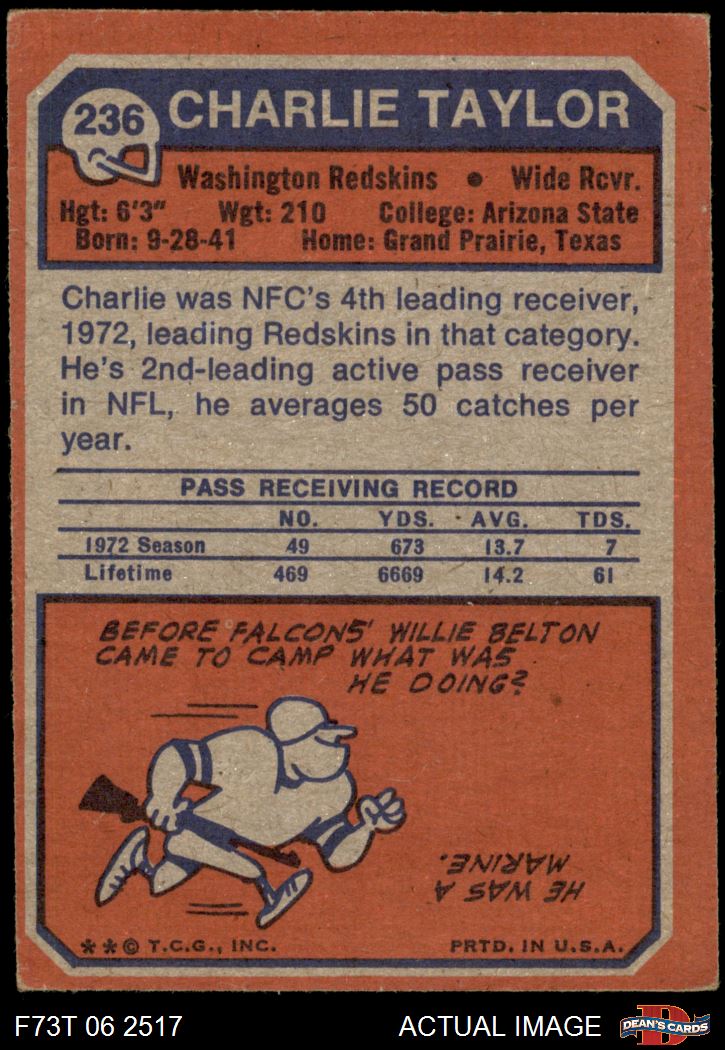 236 CHARLIE TAYLOR
Washington Redskins • Wide Rcvr.
Hgt: 6'3" Wgt: 210 College: Arizona State
Born: 9-28-41 Home: Grand Prairie, Texas
Charlie was NFC's 4th leading receiver,
1972, leading Redskins in that category.
He's 2nd-leading active pass receiver
in NFL, he averages 50 catches per
year.
PASS RECEIVING RECORD
NO. YDS. AVG. TDS.
1972 Season 49 673 13.7 7
Lifetime 469 6669 14.2 61
BEFORE FALCONS' WILLIE BELTON
CAME TO CAMP WHAT WAS
HE DOING?
HE WAS A
MARINE.
**© T.C.G., INC. PRTD. IN U.S.A.
F73T 06 2517 ACTUAL IMAGE D DEAN'S CARDS